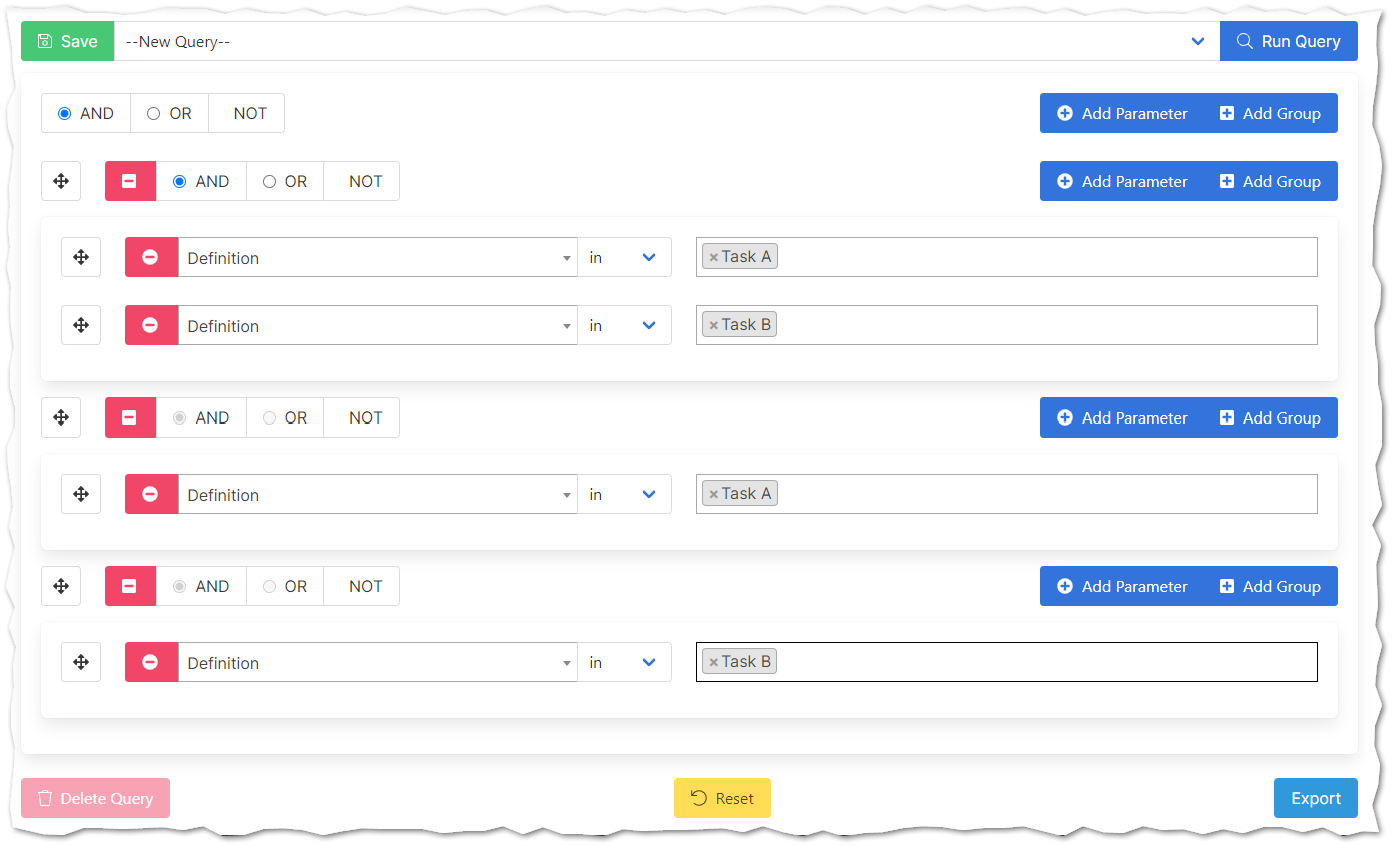 Save --New Query-- Run Query
AND OR NOT Add Parameter Add Group
AND OR NOT Add Parameter Add Group
Definition in ×Task A
Definition in ×Task B
AND OR NOT Add Parameter Add Group
Definition in ×Task A
AND OR NOT Add Parameter Add Group
Definition in ×Task B
Delete Query Reset Export